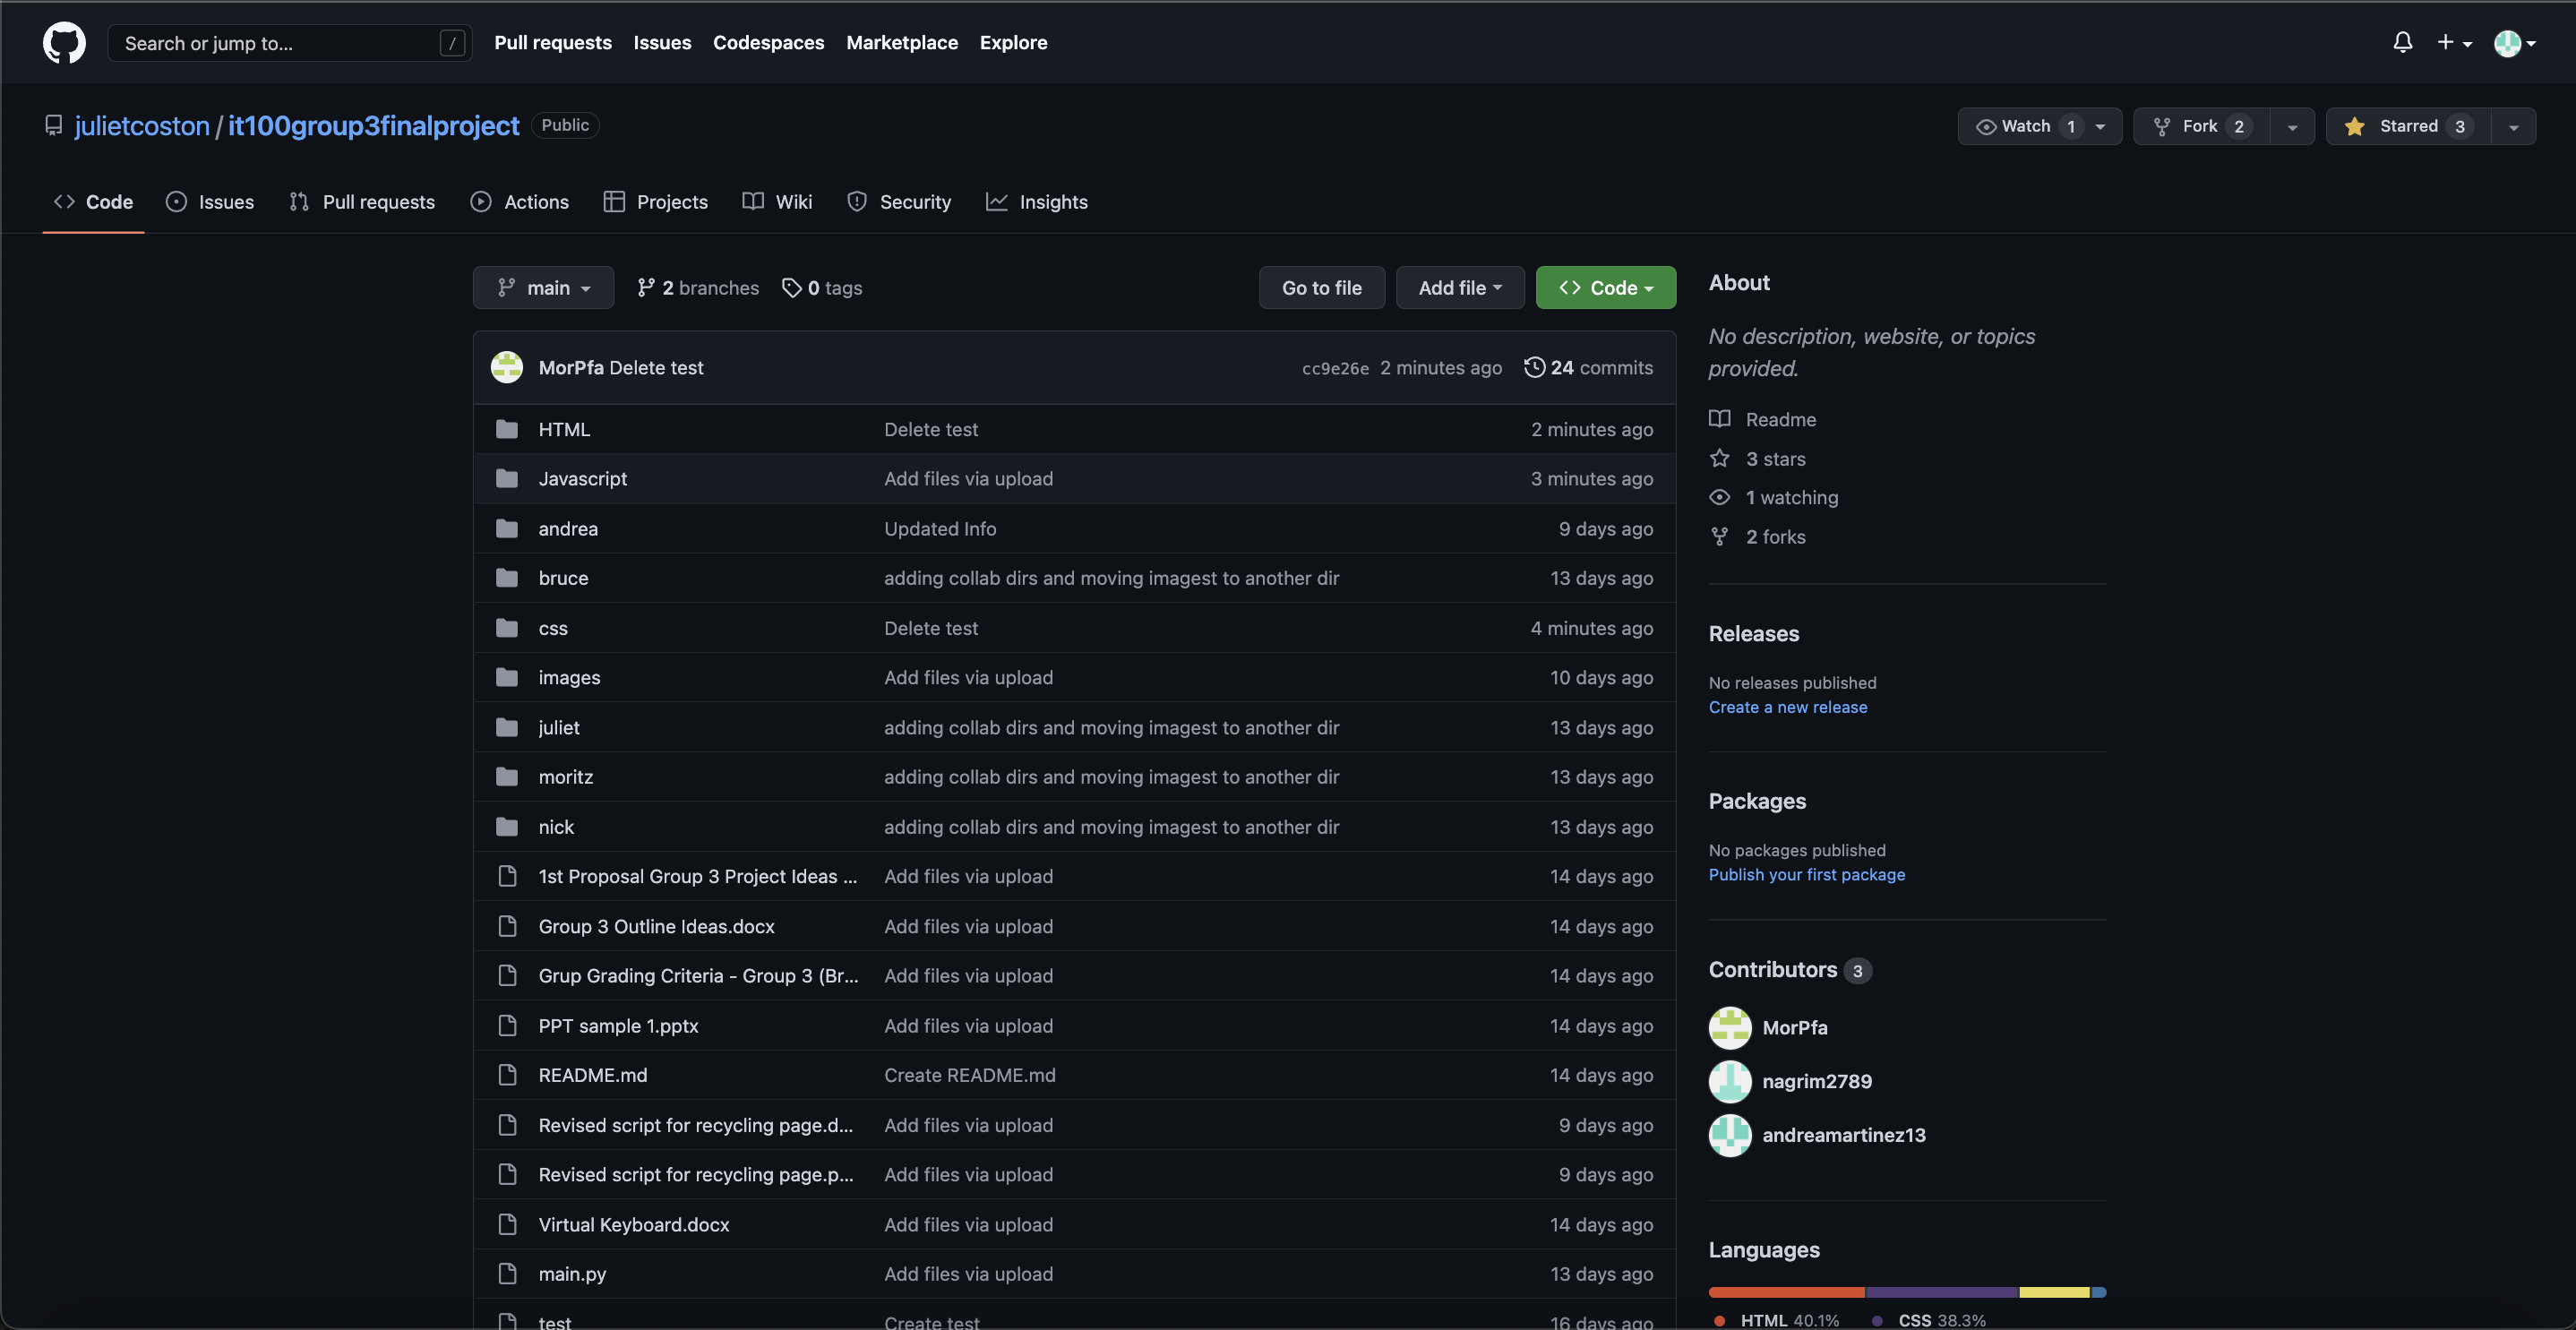 Search or jump to... /
Pull requests Issues Codespaces Marketplace Explore
julietcoston / it100group3finalproject Public
Watch 1 Fork 2 Starred 3
Code Issues Pull requests Actions Projects Wiki Security Insights
main 2 branches 0 tags Go to file Add file Code
MorPfa Delete test cc9e26e 2 minutes ago 24 commits
HTML Delete test 2 minutes ago
Javascript Add files via upload 3 minutes ago
andrea Updated Info 9 days ago
bruce adding collab dirs and moving imagest to another dir 13 days ago
css Delete test 4 minutes ago
images Add files via upload 10 days ago
juliet adding collab dirs and moving imagest to another dir 13 days ago
moritz adding collab dirs and moving imagest to another dir 13 days ago
nick adding collab dirs and moving imagest to another dir 13 days ago
1st Proposal Group 3 Project Ideas ... Add files via upload 14 days ago
Group 3 Outline Ideas.docx Add files via upload 14 days ago
Grup Grading Criteria - Group 3 (Br... Add files via upload 14 days ago
PPT sample 1.pptx Add files via upload 14 days ago
README.md Create README.md 14 days ago
Revised script for recycling page.d... Add files via upload 9 days ago
Revised script for recycling page.p... Add files via upload 9 days ago
Virtual Keyboard.docx Add files via upload 14 days ago
main.py Add files via upload 13 days ago
test Create test 16 days ago
About
No description, website, or topics
provided.
Readme
3 stars
1 watching
2 forks
Releases
No releases published
Create a new release
Packages
No packages published
Publish your first package
Contributors 3
MorPfa
nagrim2789
andreamartinez13
Languages
HTML 40.1% CSS 38.3%